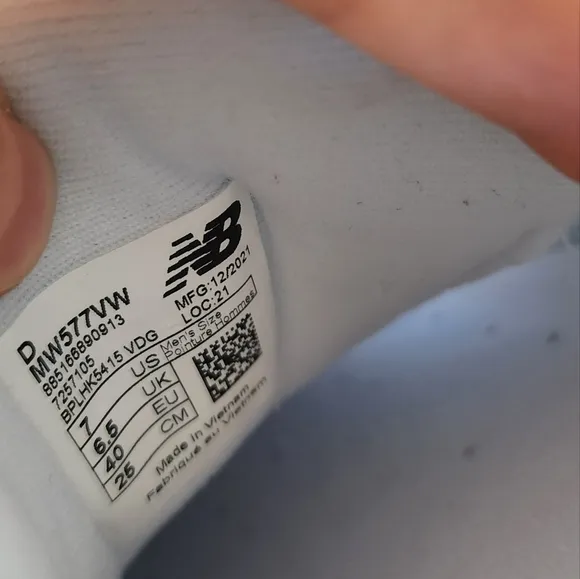 NB
MFG:12/2021
LOC:21
D
MW577VW
885166890913
7257105
BPLHK5415 VDG
Men's Size
Pointure Hommes
7 US
6.5 UK
40 EU
25 CM
Made in Vietnam
Fabriqué au Vietnam